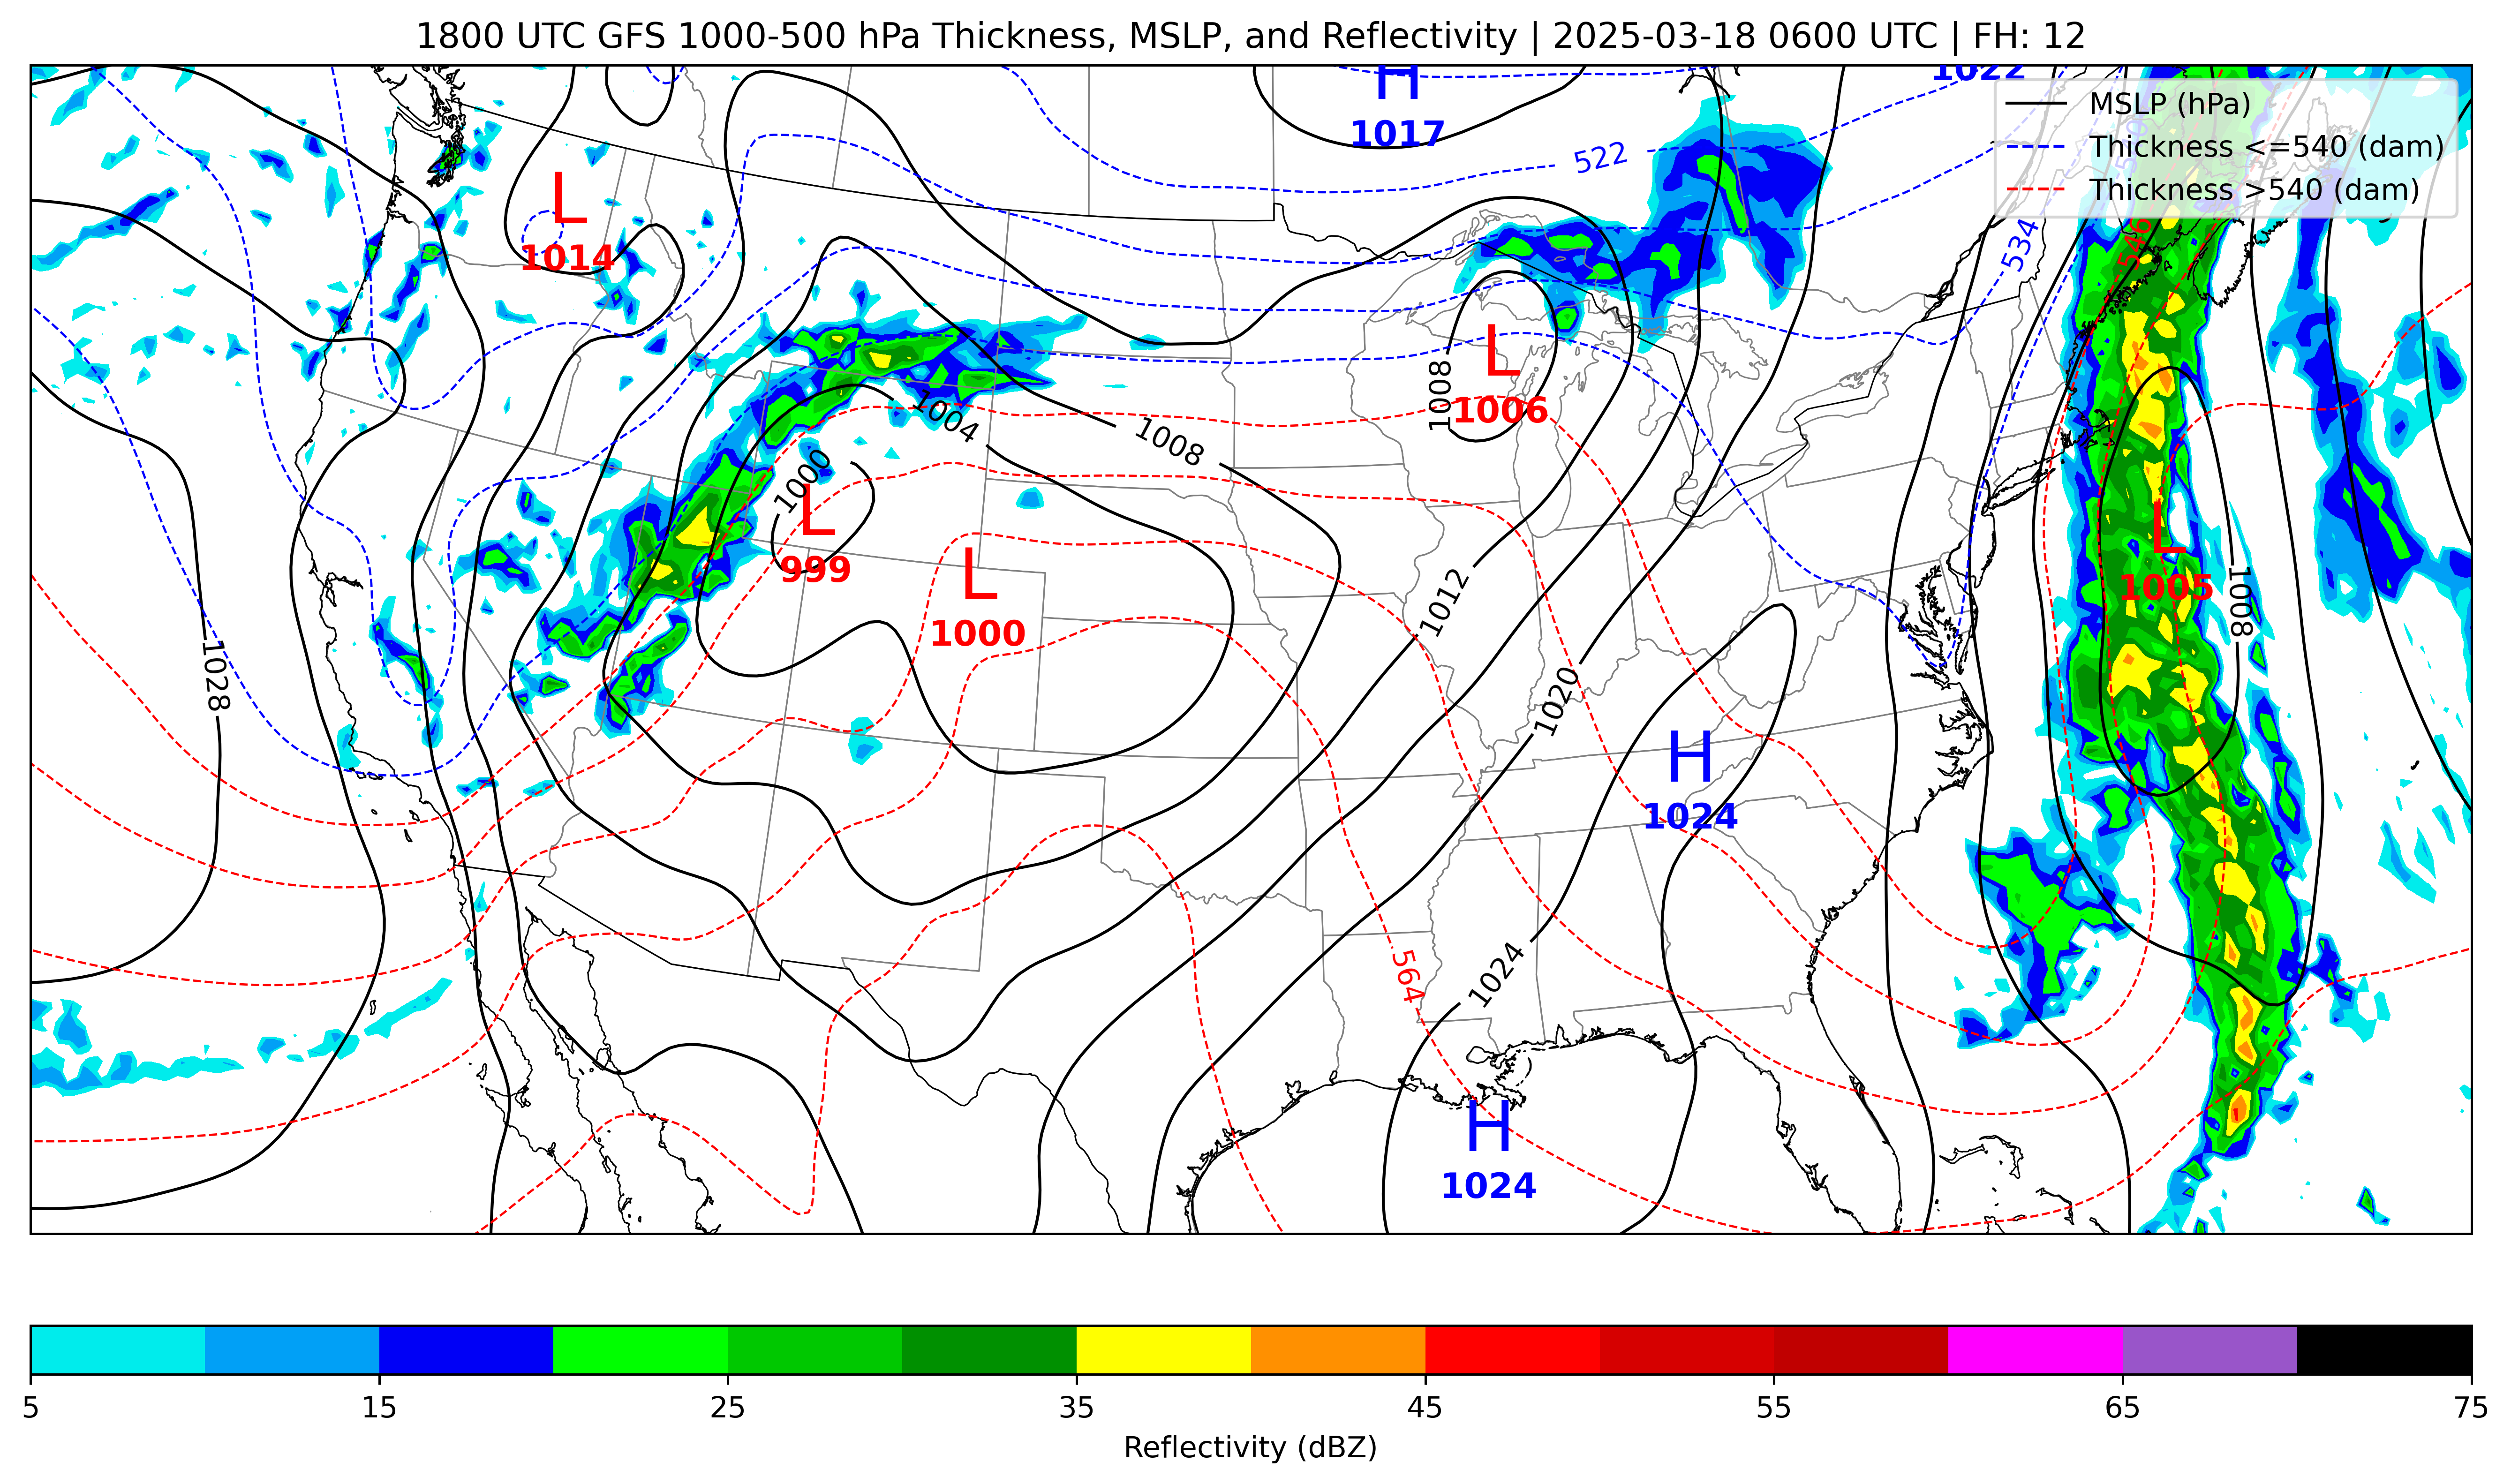 1800 UTC GFS 1000-500 hPa Thickness, MSLP, and Reflectivity | 2025-03-18 0600 UTC | FH: 12
H
1017
1022
MSLP (hPa)
Thickness <=540 (dam)
Thickness >540 (dam)
522
L
1014
534
546
L
1006
1008
1004
1008
1000
L
999
L
1000
L
1005
1008
1012
1028
1020
H
1024
564
1024
H
1024
5 15 25 35 45 55 65 75
Reflectivity (dBZ)